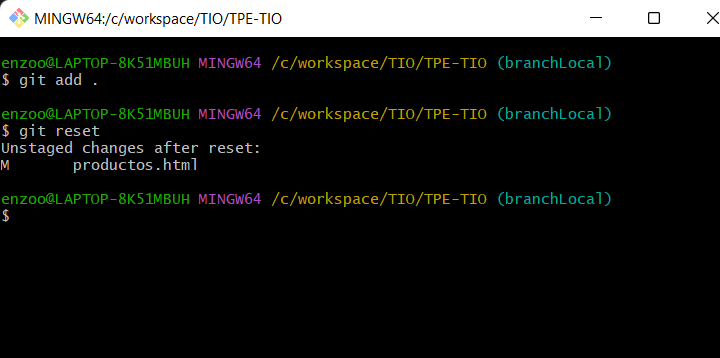 MINGW64:/c/workspace/TIO/TPE-TIO
enzoo@LAPTOP-8K51MBUH MINGW64 /c/workspace/TIO/TPE-TIO (branchLocal)
$ git add .
enzoo@LAPTOP-8K51MBUH MINGW64 /c/workspace/TIO/TPE-TIO (branchLocal)
$ git reset
Unstaged changes after reset:
M       productos.html
enzoo@LAPTOP-8K51MBUH MINGW64 /c/workspace/TIO/TPE-TIO (branchLocal)
$